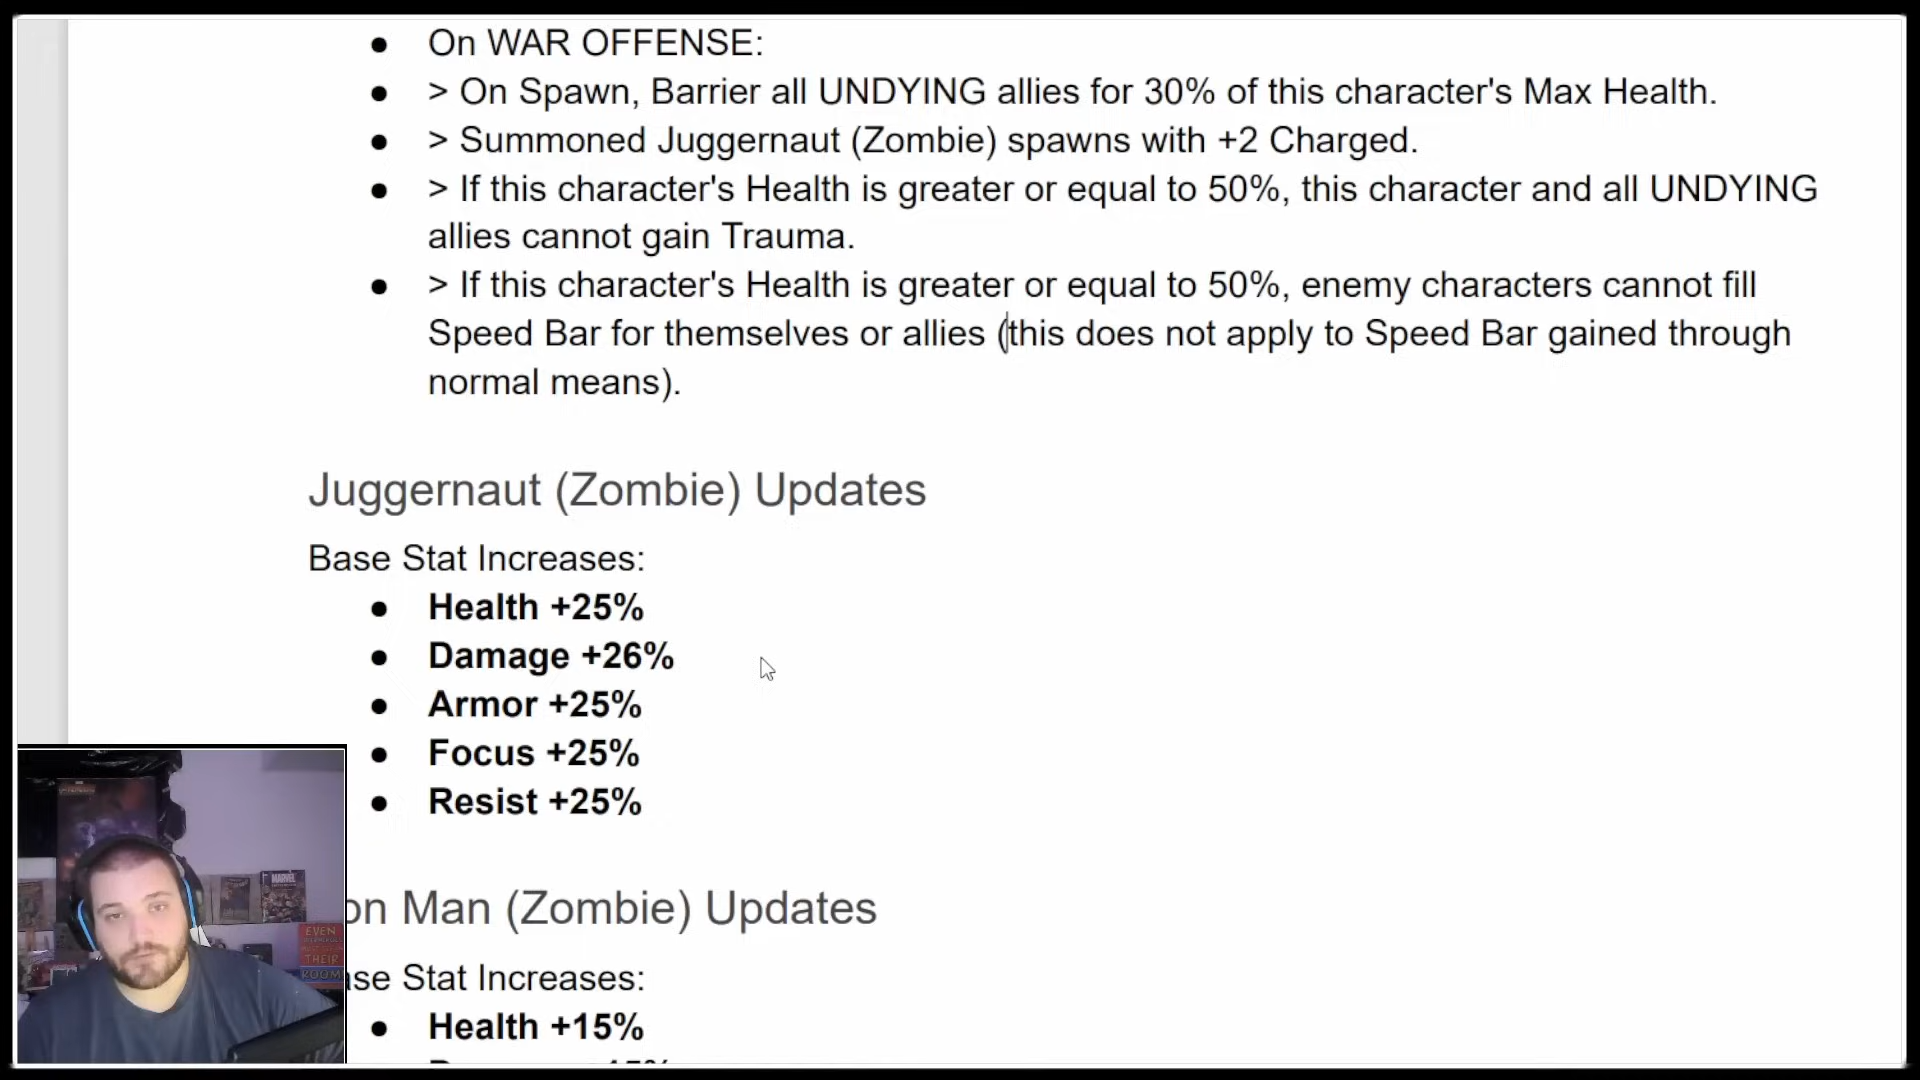 ● On WAR OFFENSE:
● > On Spawn, Barrier all UNDYING allies for 30% of this character's Max Health.
● > Summoned Juggernaut (Zombie) spawns with +2 Charged.
● > If this character's Health is greater or equal to 50%, this character and all UNDYING
allies cannot gain Trauma.
● > If this character's Health is greater or equal to 50%, enemy characters cannot fill
Speed Bar for themselves or allies (this does not apply to Speed Bar gained through
normal means).
Juggernaut (Zombie) Updates
Base Stat Increases:
● Health +25%
● Damage +26%
● Armor +25%
● Focus +25%
● Resist +25%
on Man (Zombie) Updates
se Stat Increases:
● Health +15%
MARVEL
EVEN
THEIR
ROOM